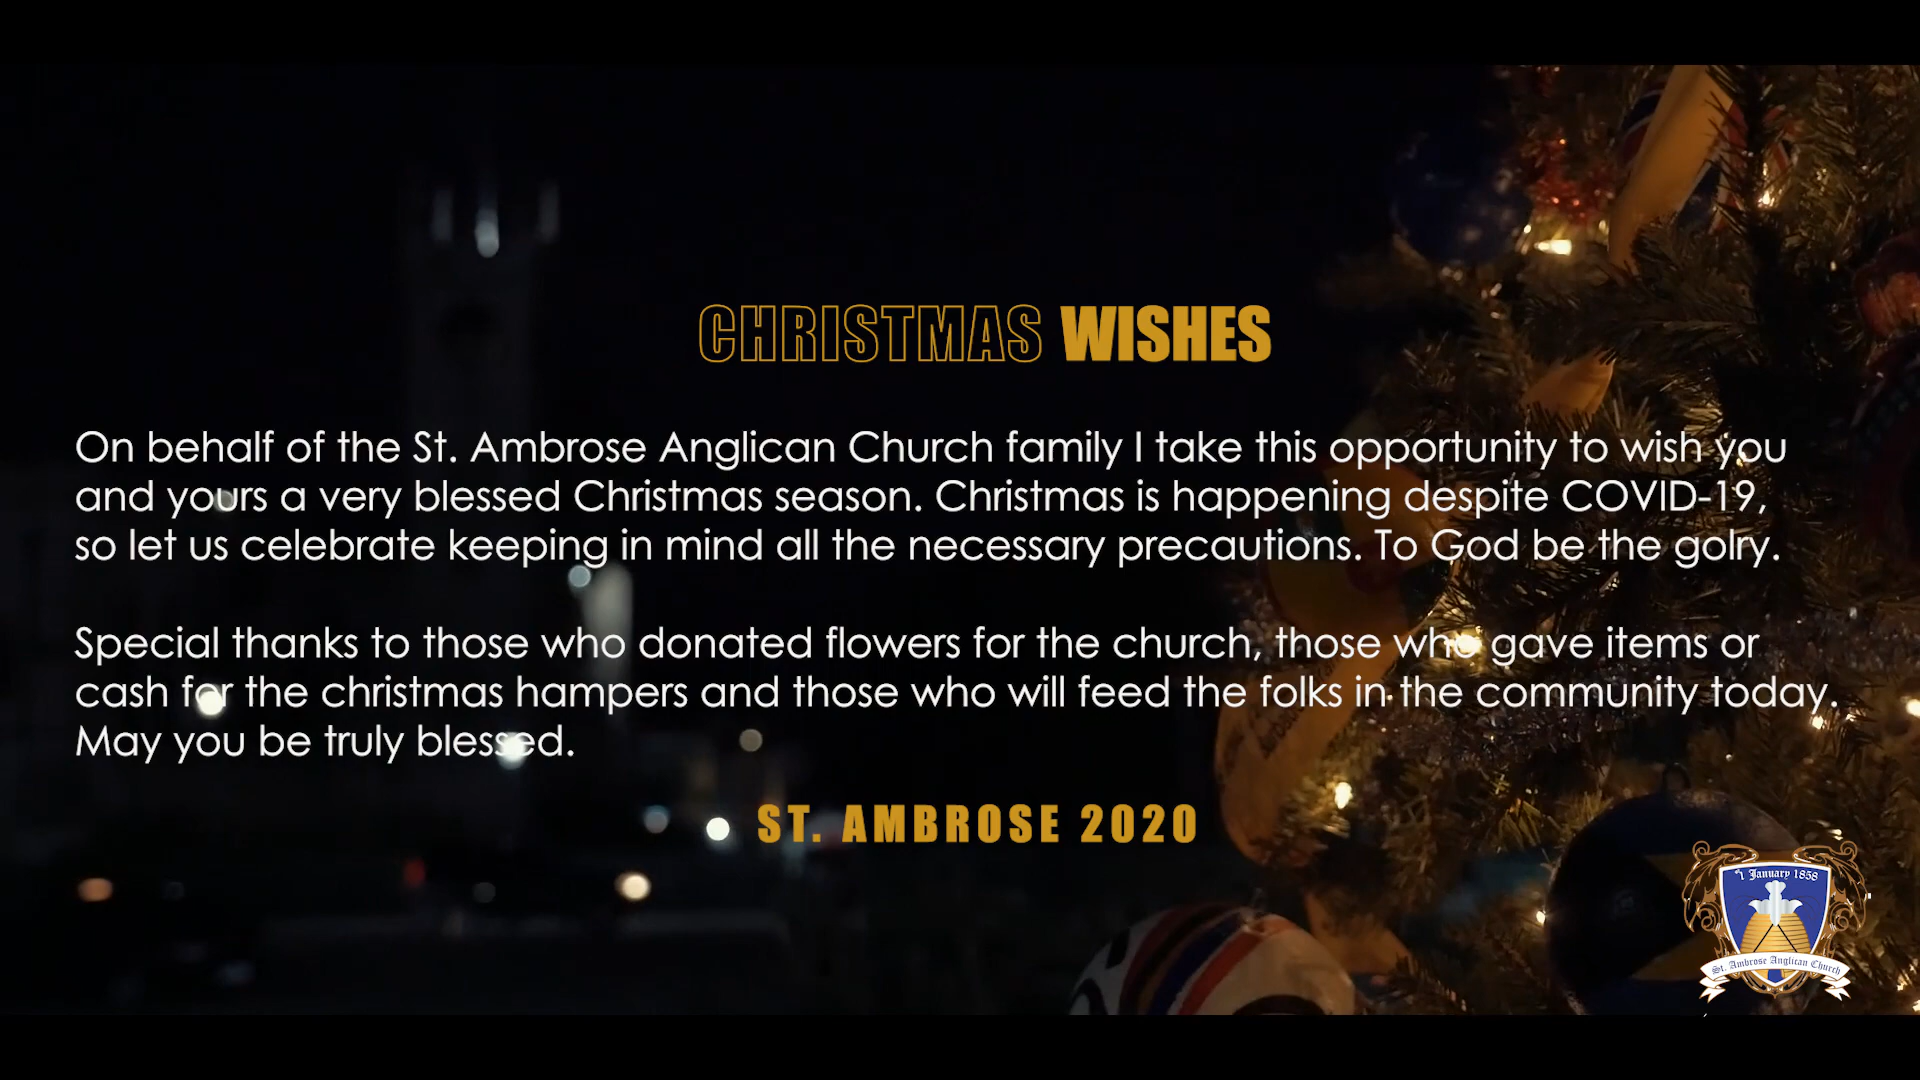 CHRISTMAS WISHES
On behalf of the St. Ambrose Anglican Church family I take this opportunity to wish you
and yours a very blessed Christmas season. Christmas is happening despite COVID-19,
so let us celebrate keeping in mind all the necessary precautions. To God be the golry.
Special thanks to those who donated flowers for the church, those who gave items or
cash for the christmas hampers and those who will feed the folks in the community today.
May you be truly blessed.
ST. AMBROSE 2020
1 January 1858
St. Ambrose Anglican Church